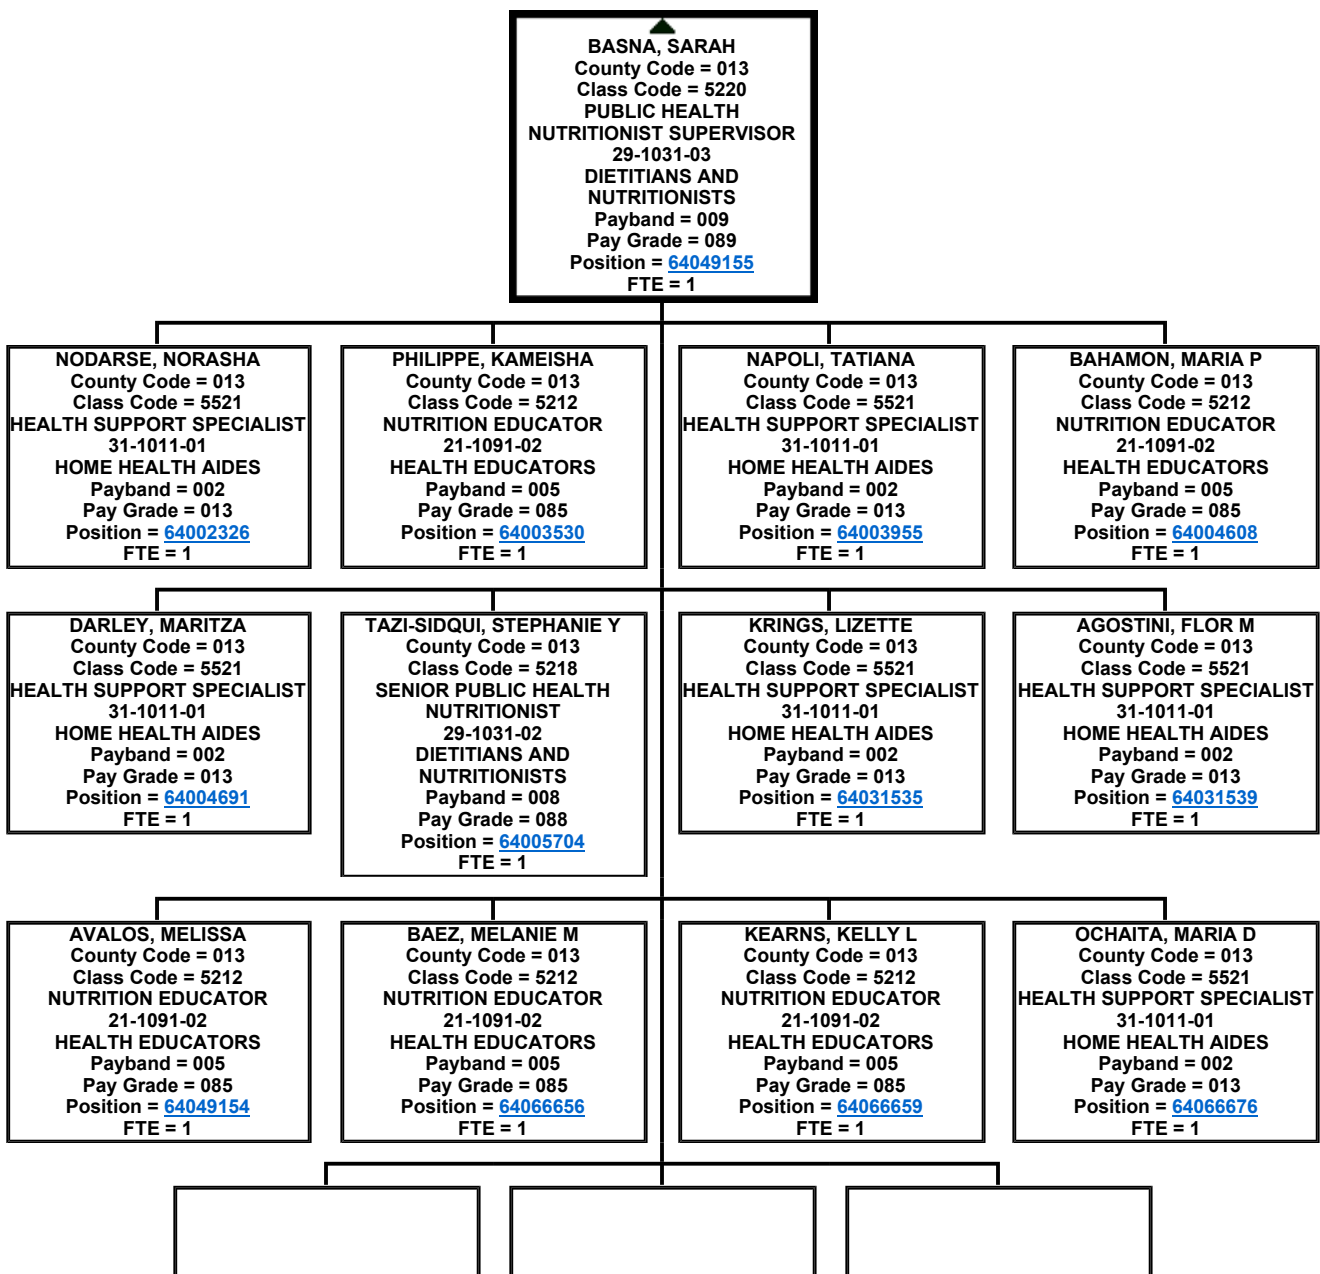 BASNA, SARAH
County Code = 013
Class Code = 5220
PUBLIC HEALTH
NUTRITIONIST SUPERVISOR
29-1031-03
DIETITIANS AND
NUTRITIONISTS
Payband = 009
Pay Grade = 089
Position = 64049155
FTE = 1
NODARSE, NORASHA
County Code = 013
Class Code = 5521
HEALTH SUPPORT SPECIALIST
31-1011-01
HOME HEALTH AIDES
Payband = 002
Pay Grade = 013
Position = 64002326
FTE = 1
PHILIPPE, KAMEISHA
County Code = 013
Class Code = 5212
NUTRITION EDUCATOR
21-1091-02
HEALTH EDUCATORS
Payband = 005
Pay Grade = 085
Position = 64003530
FTE = 1
NAPOLI, TATIANA
County Code = 013
Class Code = 5521
HEALTH SUPPORT SPECIALIST
31-1011-01
HOME HEALTH AIDES
Payband = 002
Pay Grade = 013
Position = 64003955
FTE = 1
BAHAMON, MARIA P
County Code = 013
Class Code = 5212
NUTRITION EDUCATOR
21-1091-02
HEALTH EDUCATORS
Payband = 005
Pay Grade = 085
Position = 64004608
FTE = 1
DARLEY, MARITZA
County Code = 013
Class Code = 5521
HEALTH SUPPORT SPECIALIST
31-1011-01
HOME HEALTH AIDES
Payband = 002
Pay Grade = 013
Position = 64004691
FTE = 1
TAZI-SIDQUI, STEPHANIE Y
County Code = 013
Class Code = 5218
SENIOR PUBLIC HEALTH
NUTRITIONIST
29-1031-02
DIETITIANS AND
NUTRITIONISTS
Payband = 008
Pay Grade = 088
Position = 64005704
FTE = 1
KRINGS, LIZETTE
County Code = 013
Class Code = 5521
HEALTH SUPPORT SPECIALIST
31-1011-01
HOME HEALTH AIDES
Payband = 002
Pay Grade = 013
Position = 64031535
FTE = 1
AGOSTINI, FLOR M
County Code = 013
Class Code = 5521
HEALTH SUPPORT SPECIALIST
31-1011-01
HOME HEALTH AIDES
Payband = 002
Pay Grade = 013
Position = 64031539
FTE = 1
AVALOS, MELISSA
County Code = 013
Class Code = 5212
NUTRITION EDUCATOR
21-1091-02
HEALTH EDUCATORS
Payband = 005
Pay Grade = 085
Position = 64049154
FTE = 1
BAEZ, MELANIE M
County Code = 013
Class Code = 5212
NUTRITION EDUCATOR
21-1091-02
HEALTH EDUCATORS
Payband = 005
Pay Grade = 085
Position = 64066656
FTE = 1
KEARNS, KELLY L
County Code = 013
Class Code = 5212
NUTRITION EDUCATOR
21-1091-02
HEALTH EDUCATORS
Payband = 005
Pay Grade = 085
Position = 64066659
FTE = 1
OCHAITA, MARIA D
County Code = 013
Class Code = 5521
HEALTH SUPPORT SPECIALIST
31-1011-01
HOME HEALTH AIDES
Payband = 002
Pay Grade = 013
Position = 64066676
FTE = 1